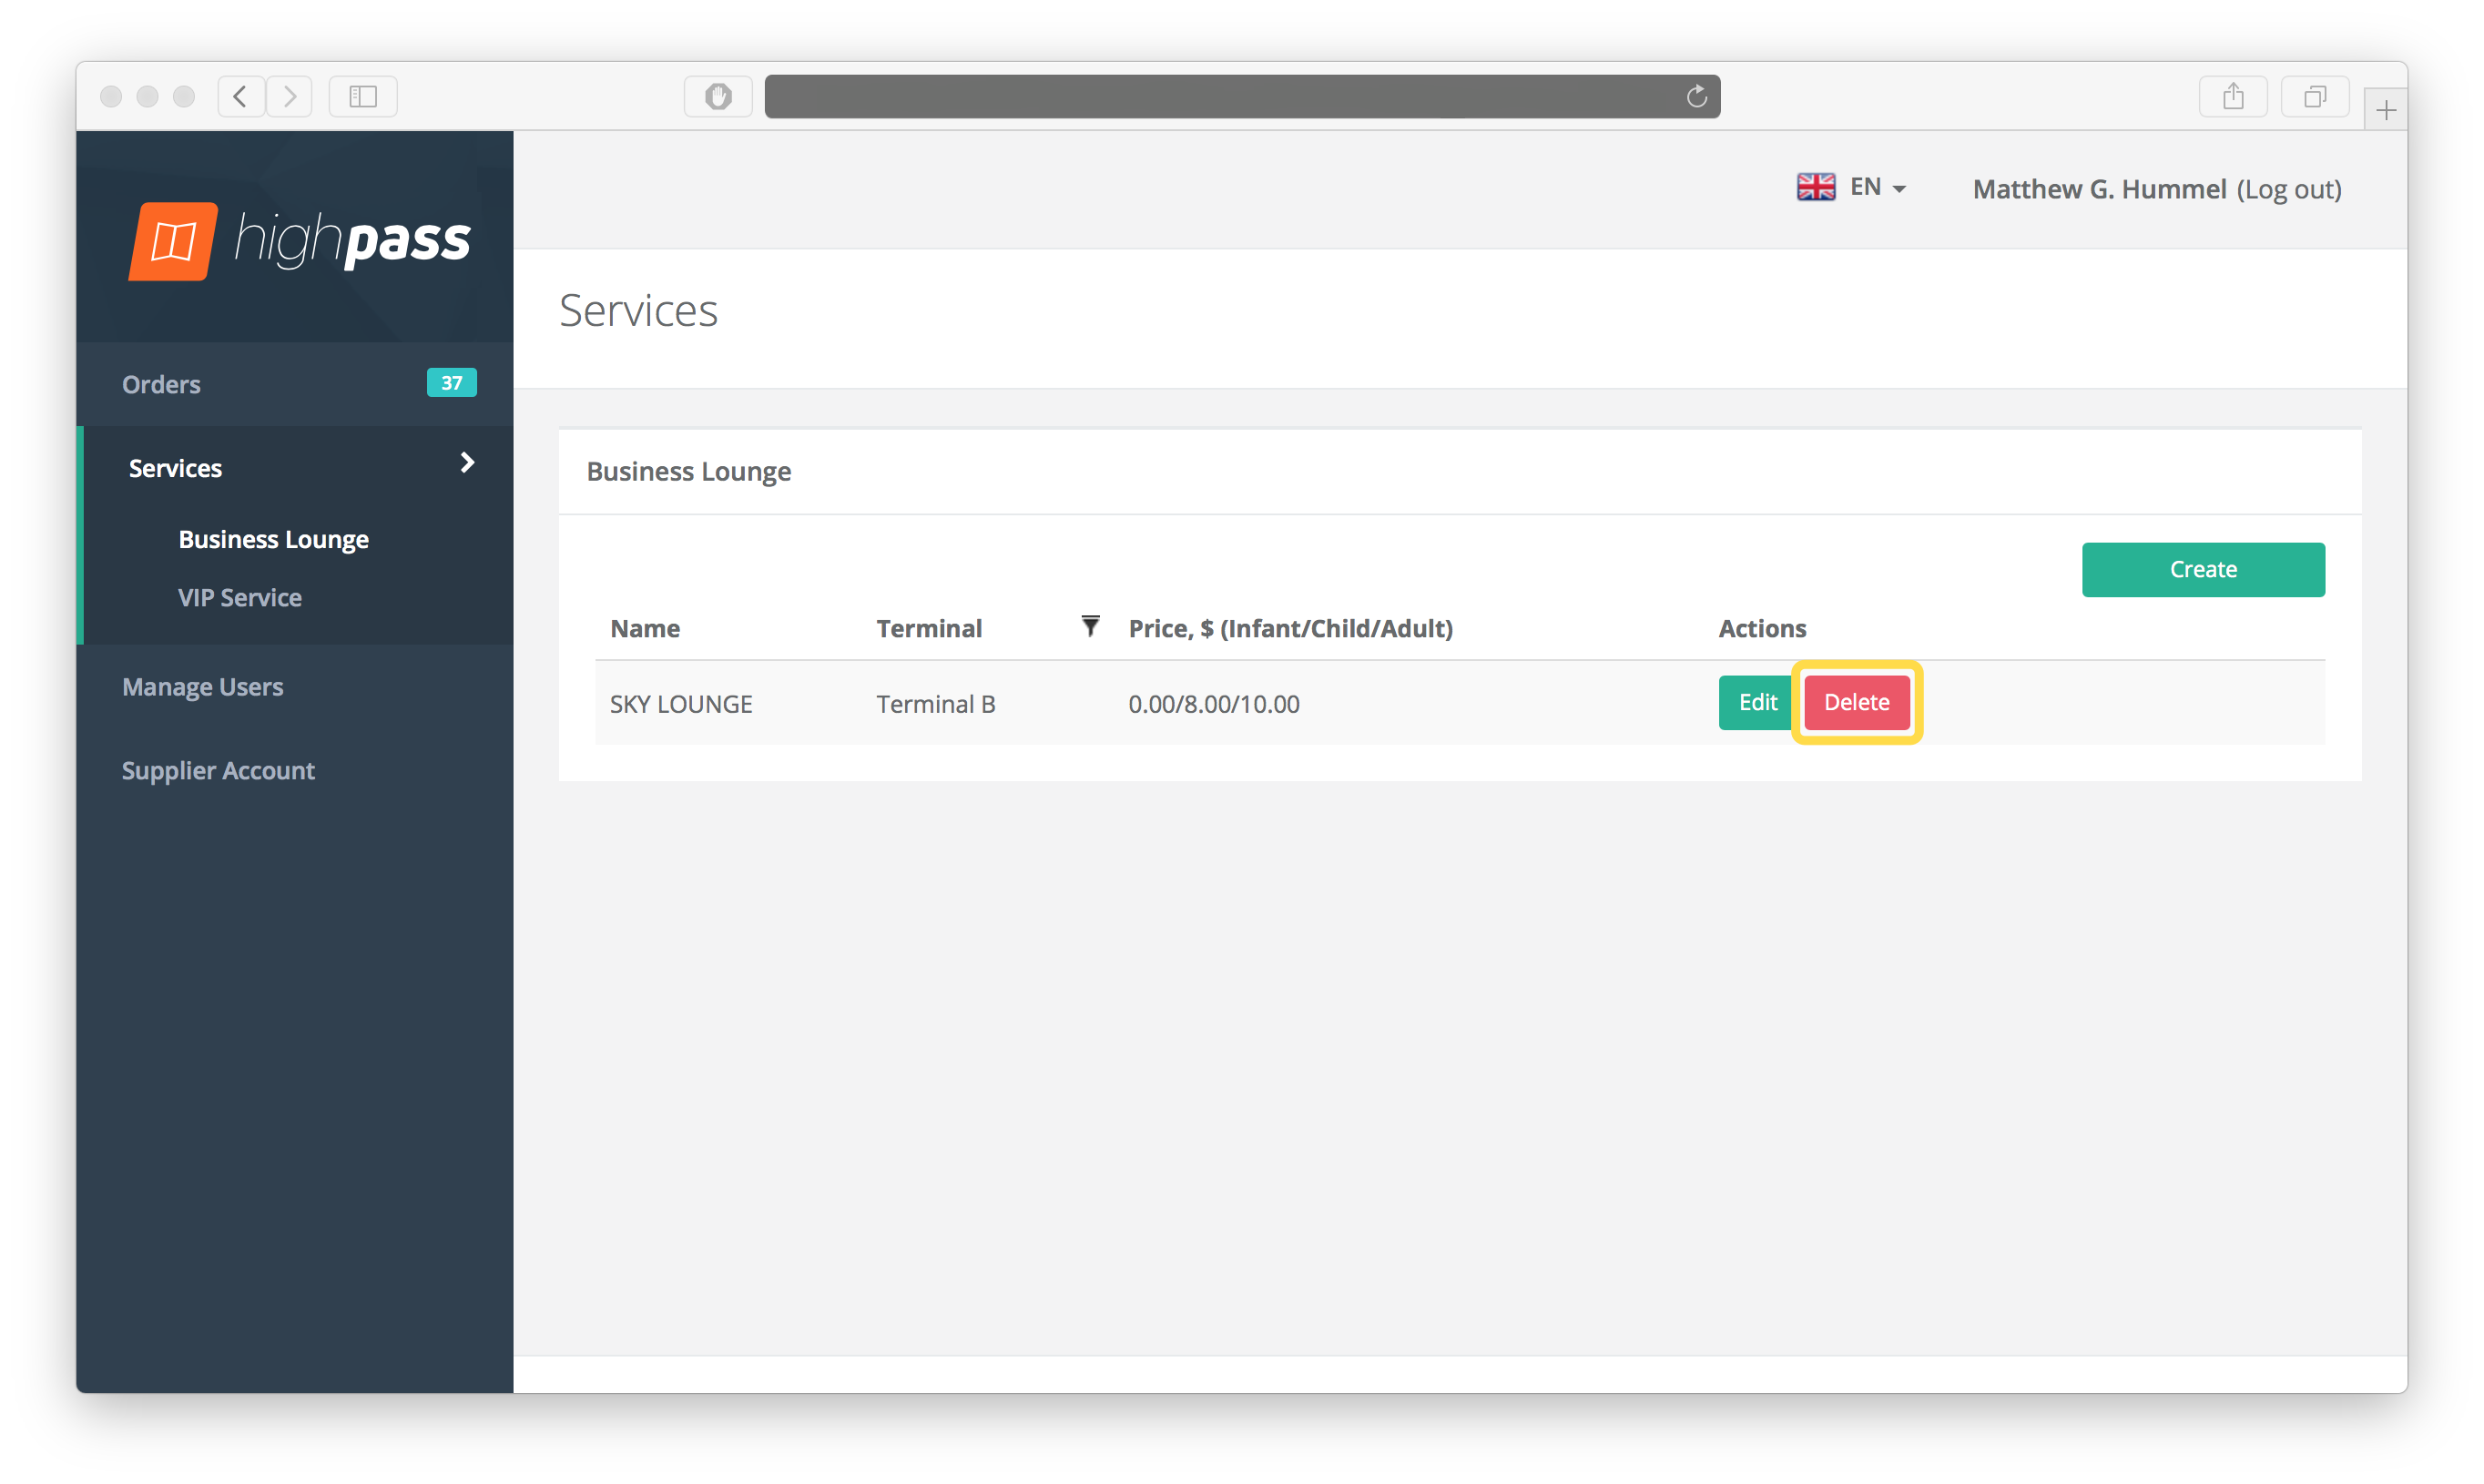 EN
Matthew G. Hummel (Log out)
highpass
Services
Orders
37
Services
Business Lounge
VIP Service
Manage Users
Supplier Account
Business Lounge
Create
Name Terminal Price, $ (Infant/Child/Adult) Actions
SKY LOUNGE Terminal B 0.00/8.00/10.00 Edit Delete